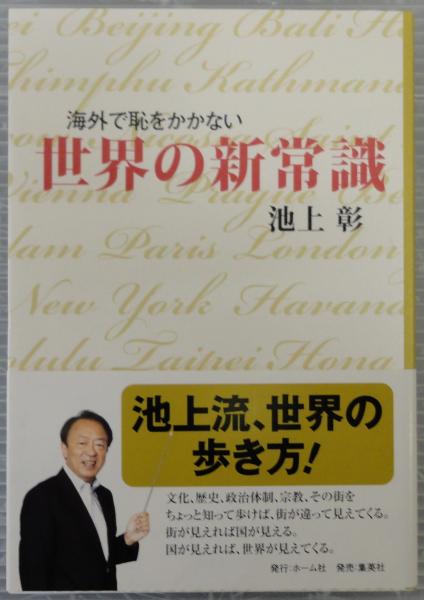 Beijing Bali
Thimphu Kathmand
海外で恥をかかない
世界の新常識
Vienna Prague Be
池上 彰
dam Paris London
New York Havana
olulu Taipei Hong
池上流、世界の
歩き方!
文化、歴史、政治体制、宗教、その街を
ちょっと知って歩けば、街が違って見えてくる。
街が見えれば国が見える。
国が見えれば、世界が見えてくる。
発行:ホーム社 発売:集英社